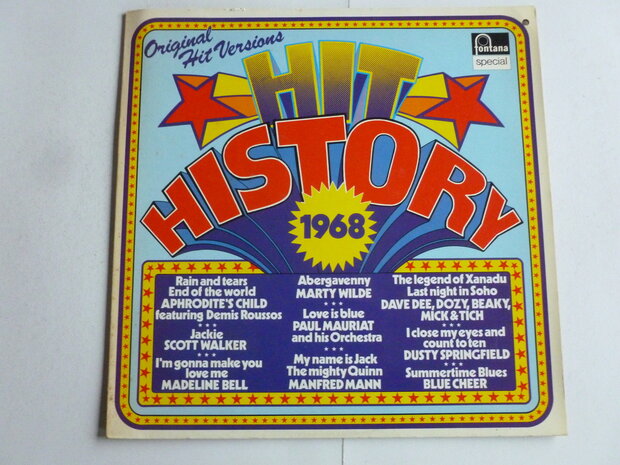 Original
Hit Versions
fontana
special
HIT
HISTORY
1968
Rain and tears
End of the world
APHRODITE'S CHILD
featuring Demis Roussos
Jackie
SCOTT WALKER
I'm gonna make you
love me
MADELINE BELL
Abergavenny
MARTY WILDE
Love is blue
PAUL MAURIAT
and his Orchestra
My name is Jack
The mighty Quinn
MANFRED MANN
The legend of Xanadu
Last night in Soho
DAVE DEE, DOZY, BEAKY,
MICK & TICH
I close my eyes and
count to ten
DUSTY SPRINGFIELD
Summertime Blues
BLUE CHEER